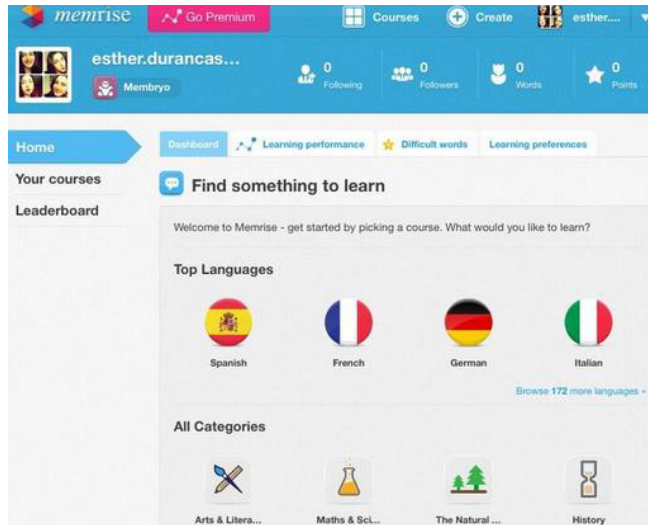 memrise Go Premium Courses Create esther....
esther.durancas...
Membryo
0 Following 0 Followers 0 Words 0 Points
Home
Your courses
Leaderboard
Dashboard Learning performance Difficult words Learning preferences
Find something to learn
Welcome to Memrise - get started by picking a course. What would you like to learn?
Top Languages
Spanish French German Italian
Browse 172 more languages »
All Categories
Arts & Litera... Maths & Sci... The Natural ... History